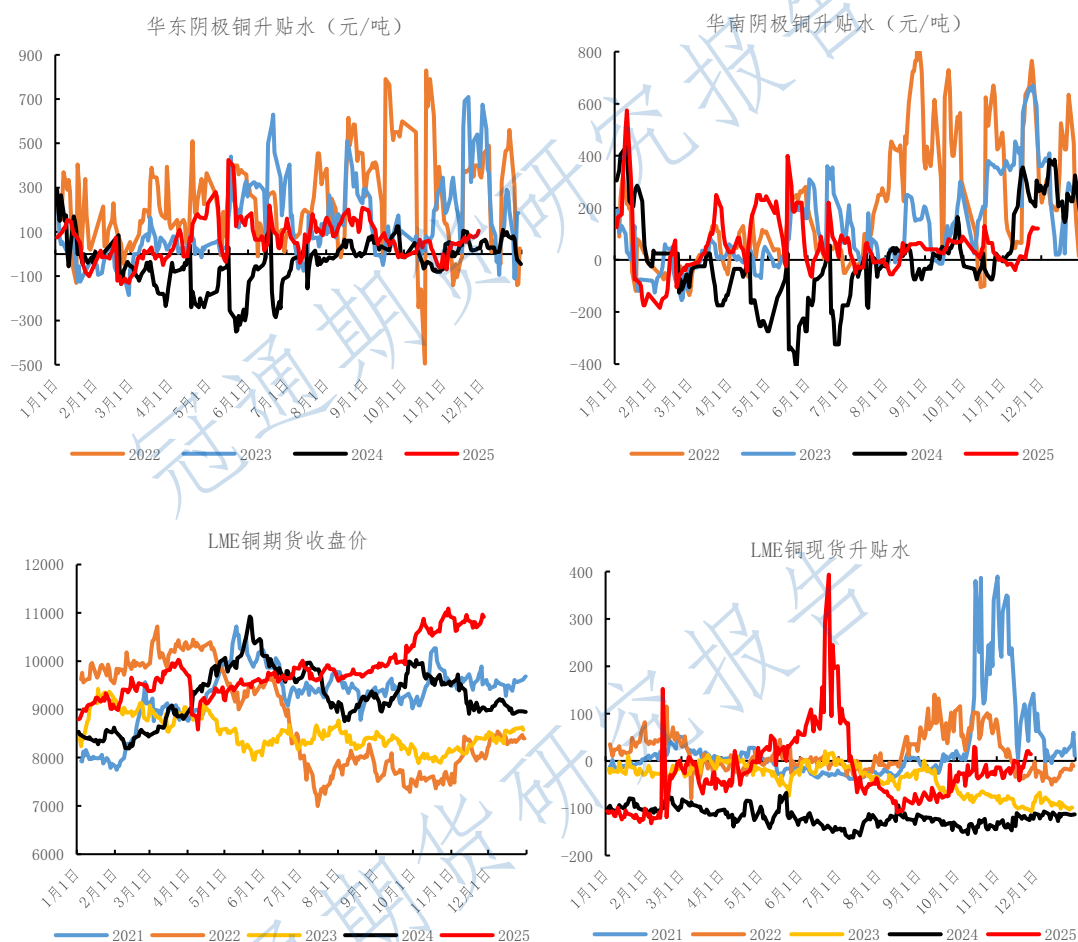 华东阴极铜升贴水（元/吨）
900
700
500
300
100
-100
-300
-500
1月1日
2月1日
3月1日
4月1日
5月1日
6月1日
7月1日
8月1日
9月1日
10月1日
11月1日
12月1日
2022
2023
2024
2025
华南阴极铜升贴水（元/吨）
800
600
400
200
0
-200
-400
1月1日
2月1日
3月1日
4月1日
5月1日
6月1日
7月1日
8月1日
9月1日
10月1日
11月1日
12月1日
2022
2023
2024
2025
LME铜期货收盘价
12000
11000
10000
9000
8000
7000
6000
1月1日
2月1日
3月1日
4月1日
5月1日
6月1日
7月1日
8月1日
9月1日
10月1日
11月1日
12月1日
2021
2022
2023
2024
2025
LME铜现货升贴水
400
300
200
100
0
-100
-200
1月1日
2月1日
3月1日
4月1日
5月1日
6月1日
7月1日
8月1日
9月1日
10月1日
11月1日
12月1日
2021
2022
2023
2024
2025
冠通期货研究报告
通期货研究报告